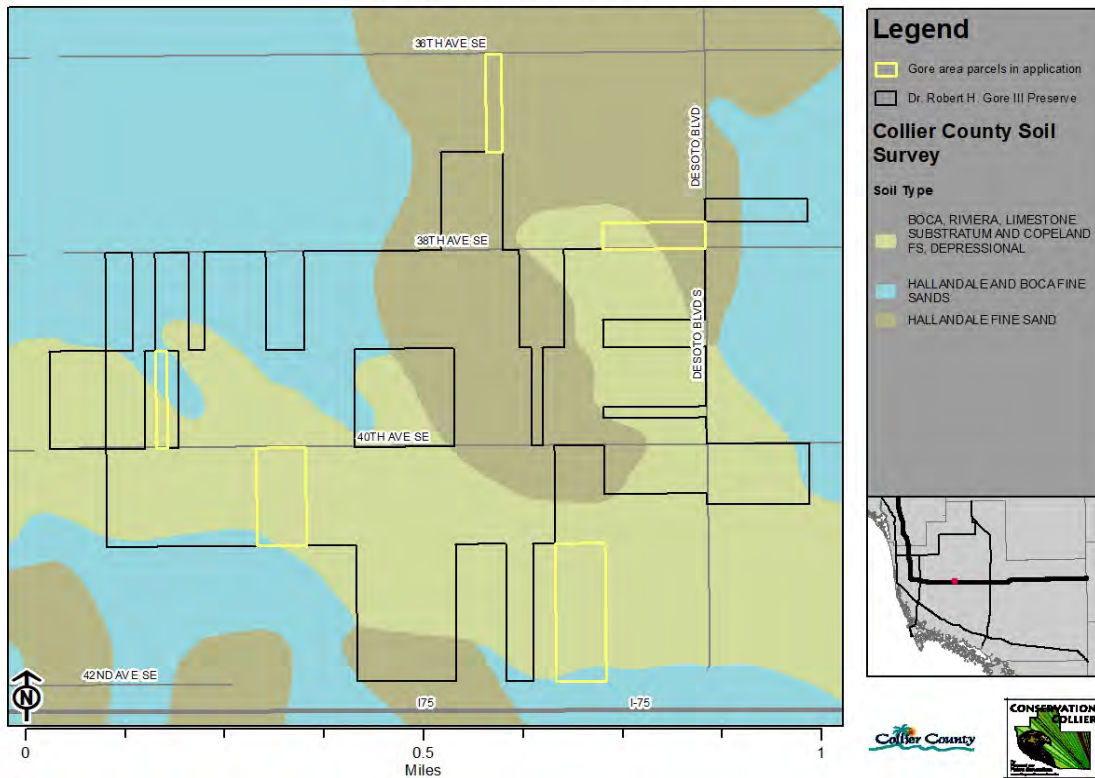 36TH AVE SE
DESOTO BLVD
38TH AVE SE
DESOTO BLVD S
40TH AVE SE
42ND AVE SE
I75
I-75
N
0
0.5
1
Miles
Legend
Gore area parcels in application
Dr. Robert H. Gore III Preserve
Collier County Soil
Survey
Soil Type
BOCA, RIVIERA, LIMESTONE
SUBSTRATUM AND COPELAND
FS, DEPRESSIONAL
HALLANDALE AND BOCA FINE
SANDS
HALLANDALE FINE SAND
Collier County
CONSERVATION
COLLIER